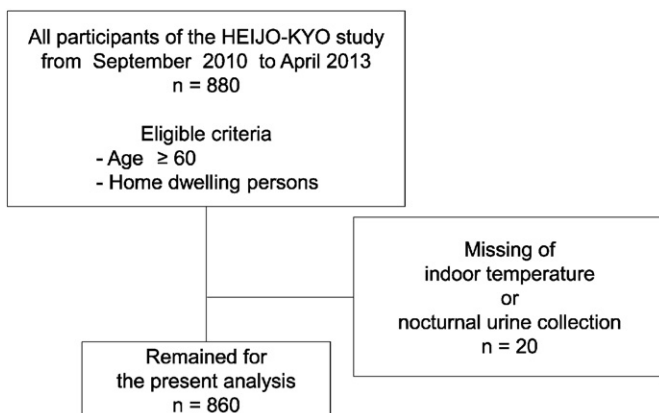 All participants of the HEIJO-KYO study
from September 2010 to April 2013
n = 880
Eligible criteria
- Age ≥ 60
- Home dwelling persons
Missing of
indoor temperature
or
nocturnal urine collection
n = 20
Remained for
the present analysis
n = 860